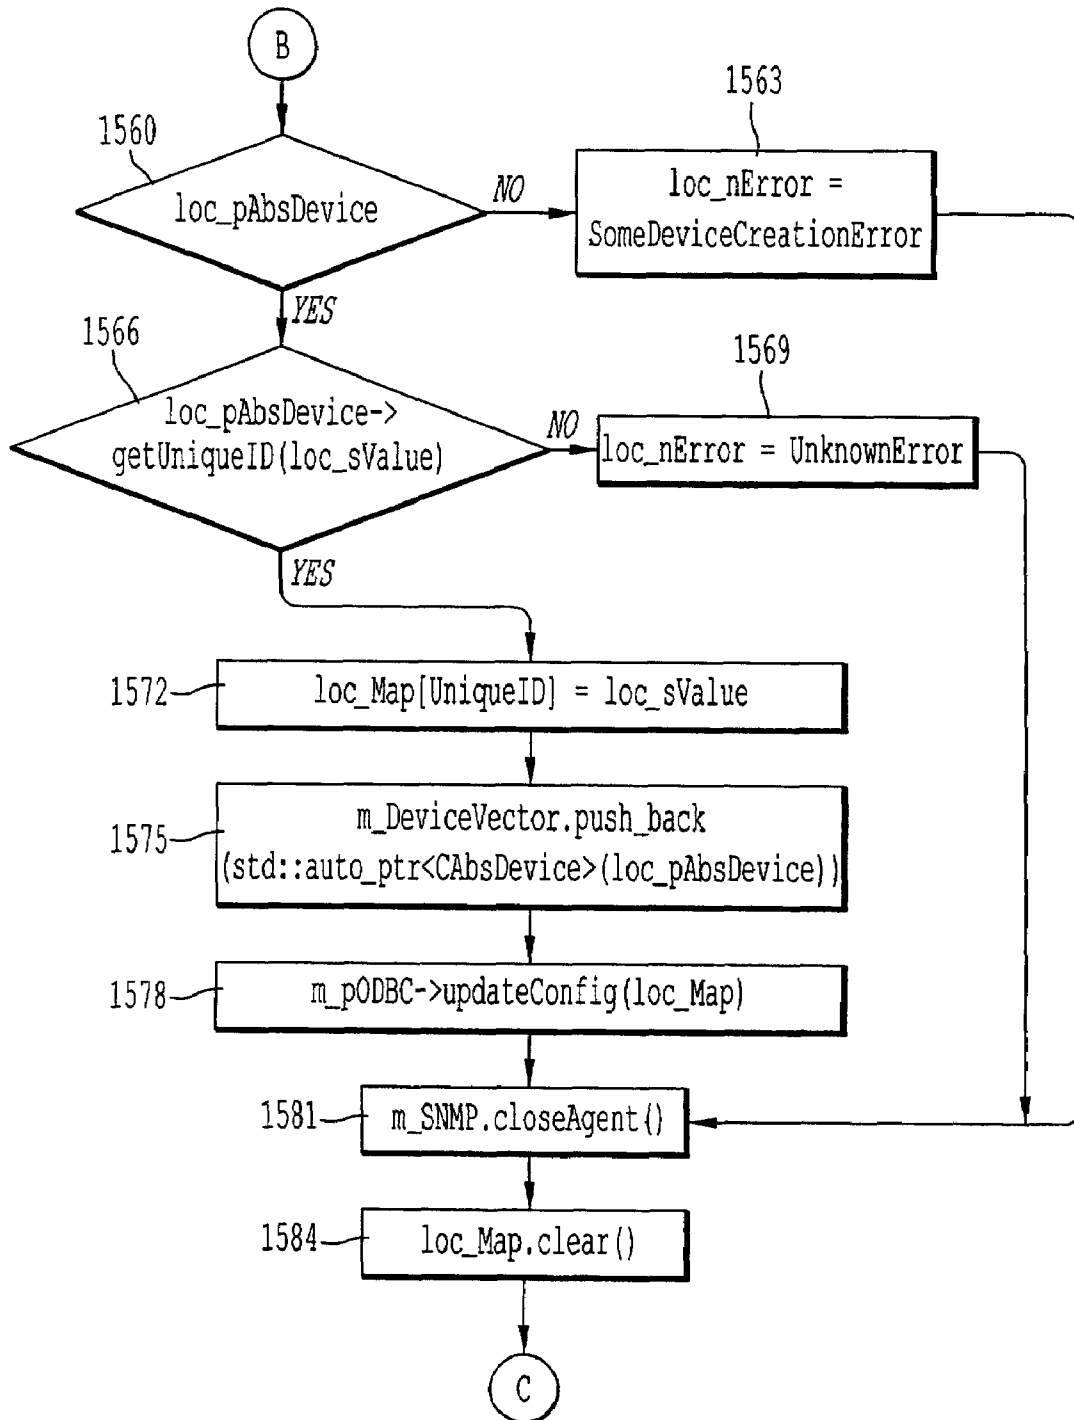 B
1560
loc_pAbsDevice
NO
1563
loc_nError =
SomeDeviceCreationError
YES
1566
loc_pAbsDevice->
getUniqueID(loc_sValue)
NO
1569
loc_nError = UnknownError
YES
1572
loc_Map[UniqueID] = loc_sValue
1575
m_DeviceVector.push_back
(std::auto_ptr<CAbsDevice>(loc_pAbsDevice))
1578
m_pODBC->updateConfig(loc_Map)
1581
m_SNMP.closeAgent()
1584
loc_Map.clear()
C